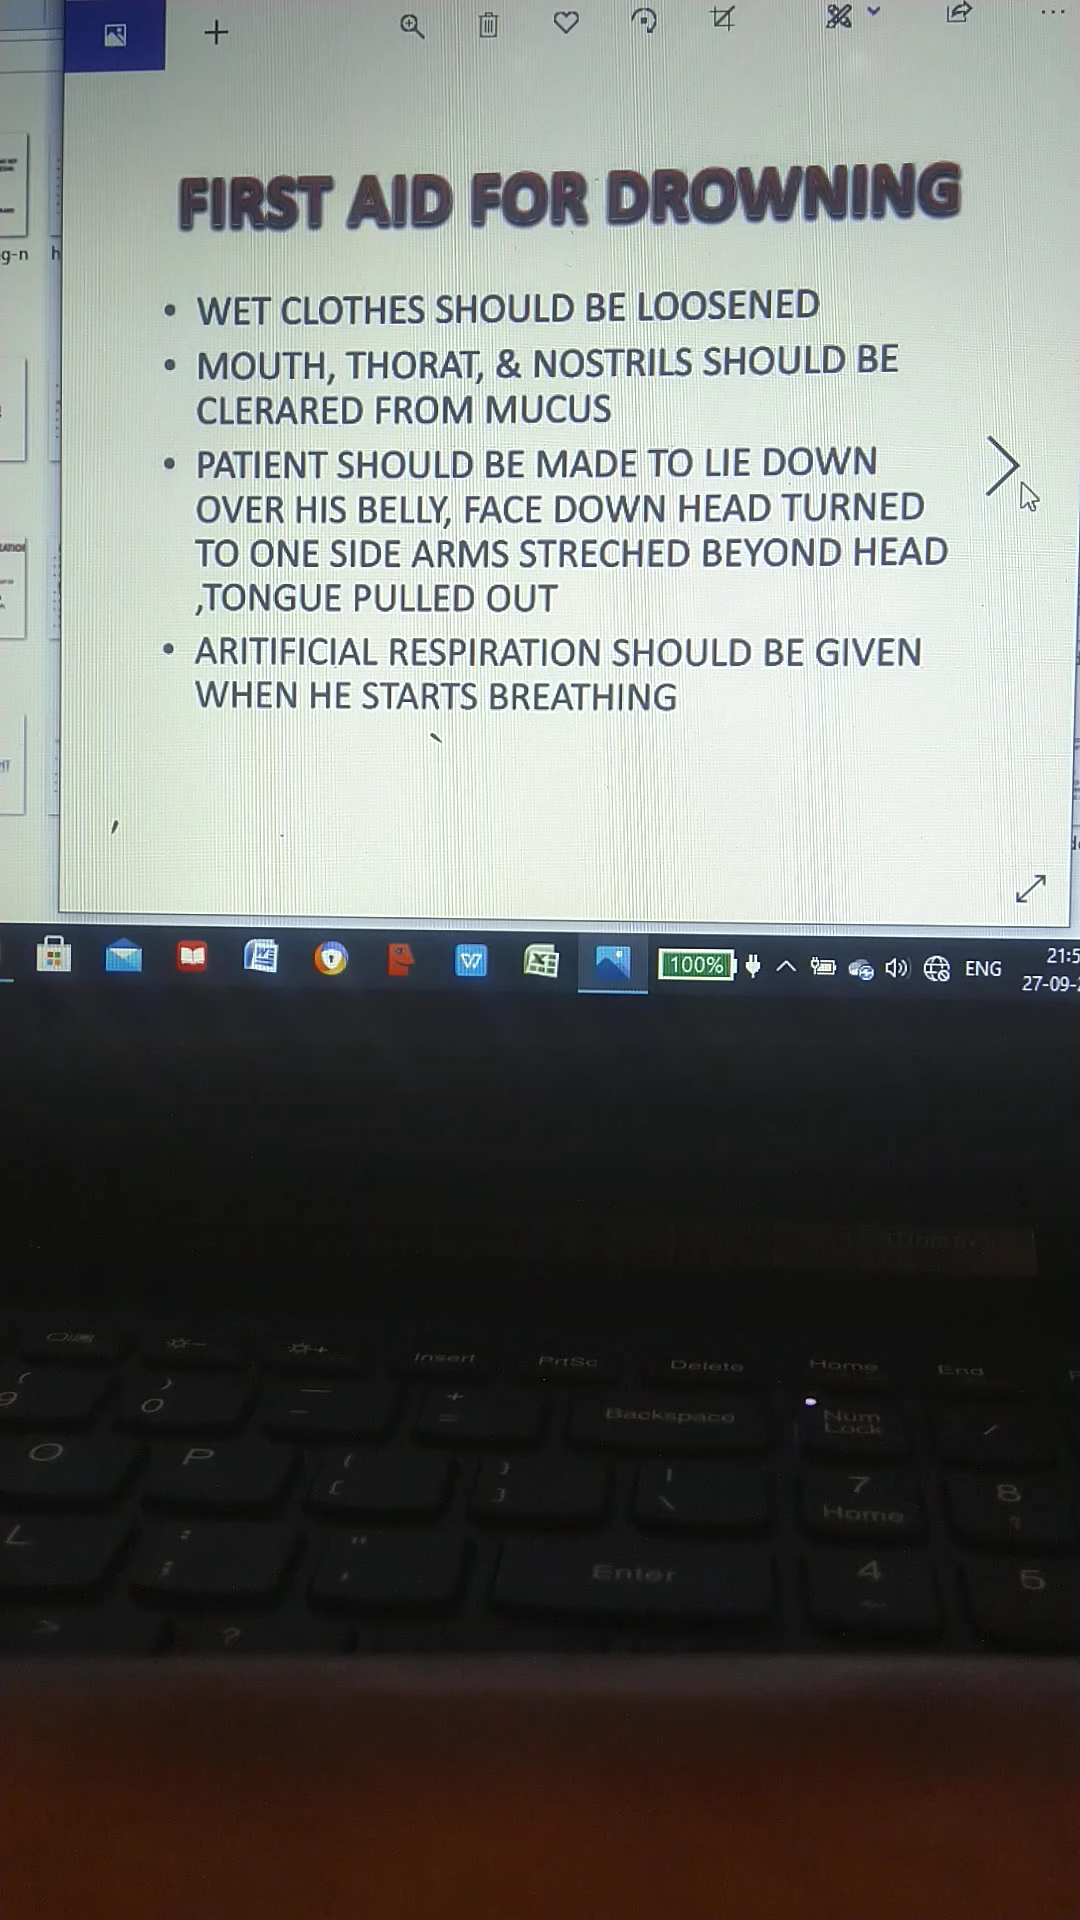 FIRST AID FOR DROWNING
• WET CLOTHES SHOULD BE LOOSENED
• MOUTH, THORAT, & NOSTRILS SHOULD BE
CLERARED FROM MUCUS
• PATIENT SHOULD BE MADE TO LIE DOWN
OVER HIS BELLY, FACE DOWN HEAD TURNED
TO ONE SIDE ARMS STRECHED BEYOND HEAD
,TONGUE PULLED OUT
• ARITIFICIAL RESPIRATION SHOULD BE GIVEN
WHEN HE STARTS BREATHING
g-n h
100% ENG
21:5
27-09-
Insert PrtSc Delete Home End
9 ( 0 ) - + = Backspace Num Lock /
O P [ ] \ 7 Home 8
L ; : " ' Enter 4 5
> ?